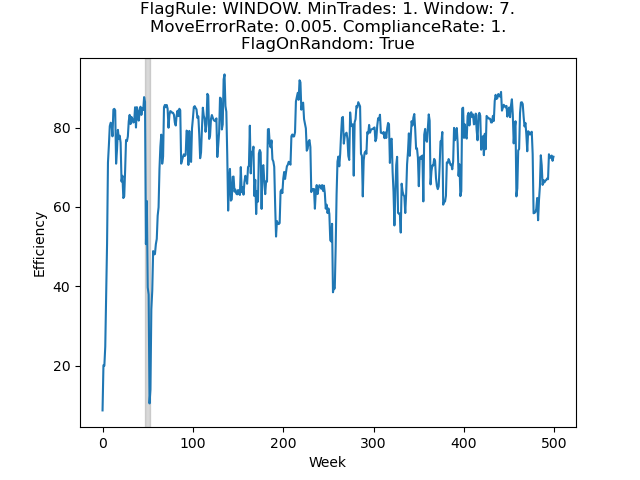 FlagRule: WINDOW. MinTrades: 1. Window: 7.
MoveErrorRate: 0.005. ComplianceRate: 1.
FlagOnRandom: True
80
60
40
20
Efficiency
0 100 200 300 400 500
Week